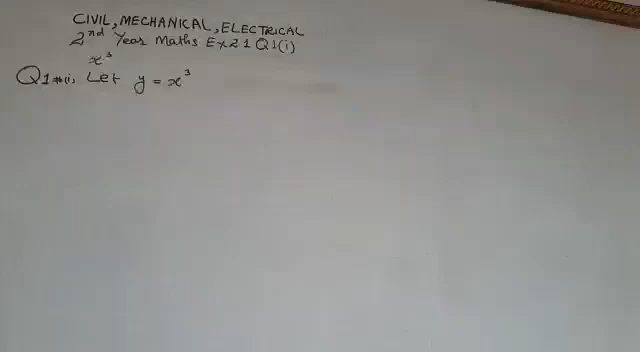 CIVIL, MECHANICAL, ELECTRICAL
2nd Year Maths Ex 2.1 Q1(i)
x³
Q1(i) Let y = x³